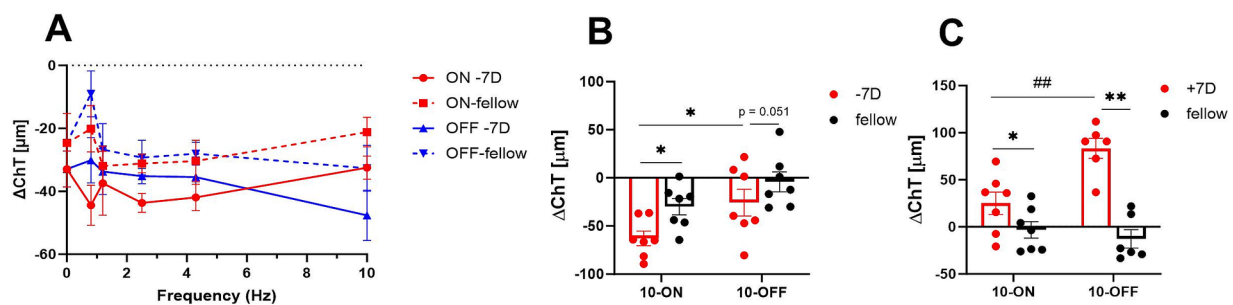 A
ΔChT [µm]
0
-20
-40
-60
0
2
4
6
8
10
Frequency (Hz)
ON -7D
ON-fellow
OFF -7D
OFF-fellow
B
ΔChT [µm]
100
50
0
-50
-100
*
*
p = 0.051
10-ON
10-OFF
-7D
fellow
C
ΔChT [µm]
150
100
50
0
-50
##
*
**
10-ON
10-OFF
+7D
fellow